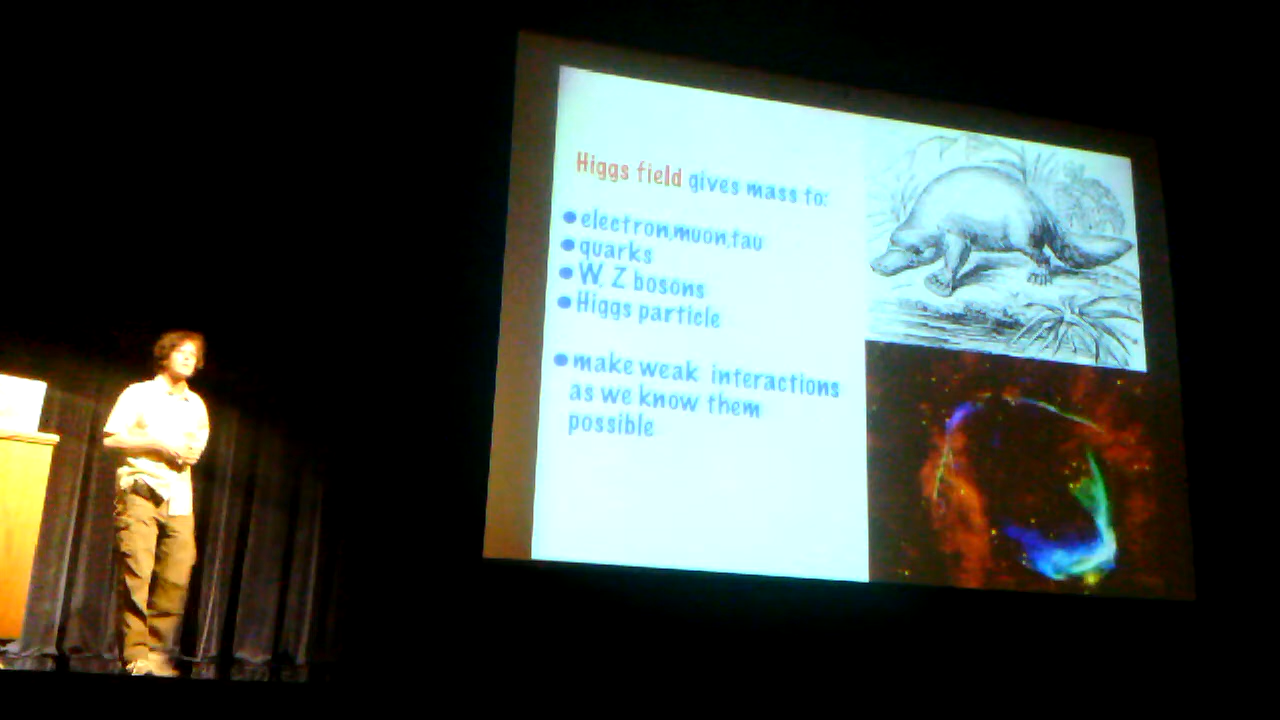 Higgs field gives mass to:
• electron,muon,tau
• quarks
• W, Z bosons
• Higgs particle
• make weak interactions
as we know them
possible